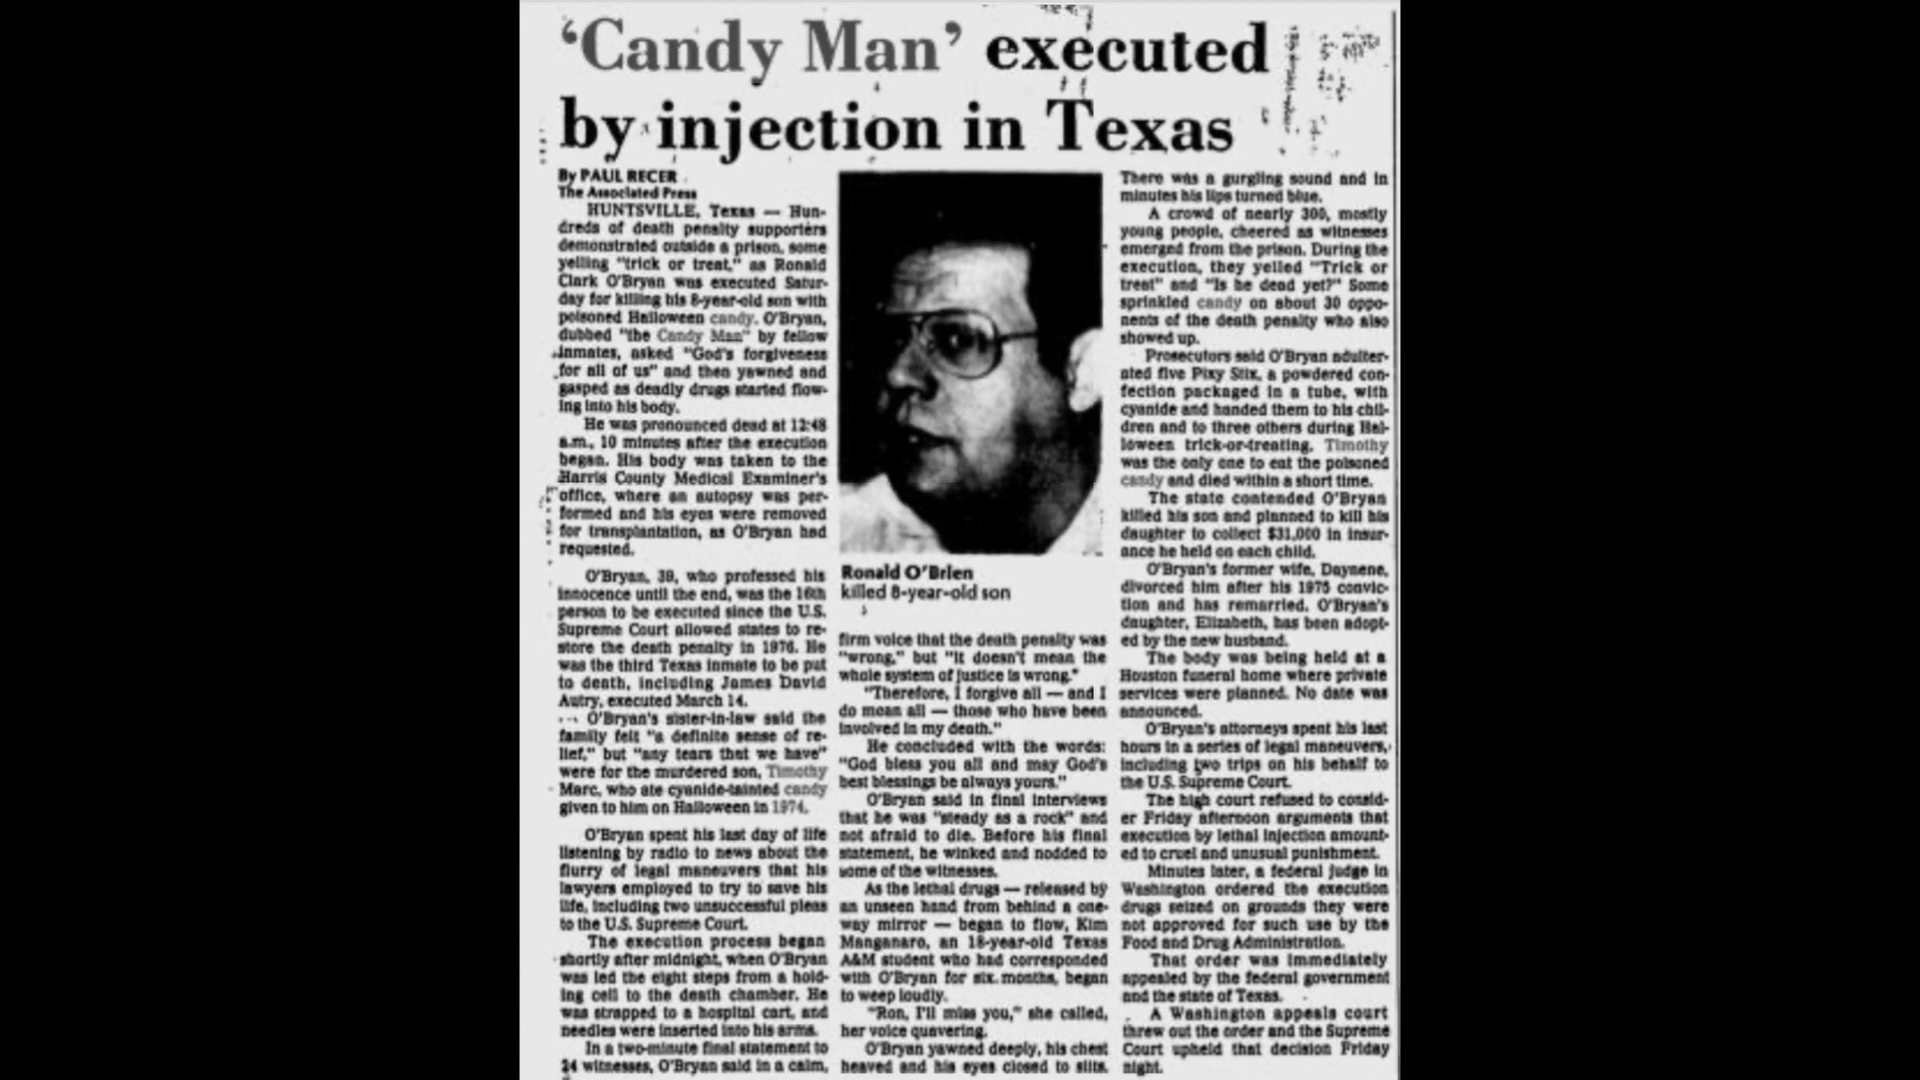 ‘Candy Man’ executed
by injection in Texas
By PAUL RECER
The Associated Press
HUNTSVILLE, Texas — Hun-
dreds of death penalty supporters
demonstrated outside a prison, some
yelling "trick or treat," as Ronald
Clark O'Bryan was executed Satur-
day for killing his 8-year-old son with
poisoned Halloween candy. O'Bryan,
dubbed "the Candy Man" by fellow
inmates, asked "God's forgiveness
for all of us" and then yawned and
gasped as deadly drugs started flow-
ing into his body.
He was pronounced dead at 12:48
a.m., 10 minutes after the execution
began. His body was taken to the
Harris County Medical Examiner's
office, where an autopsy was per-
formed and his eyes were removed
for transplantation, as O'Bryan had
requested.
O'Bryan, 39, who professed his
innocence until the end, was the 16th
person to be executed since the U.S.
Supreme Court allowed states to re-
store the death penalty in 1976. He
was the third Texas inmate to be put
to death, including James David
Autry, executed March 14.
O'Bryan's sister-in-law said the
family felt "a definite sense of re-
lief," but "any tears that we have"
were for the murdered son, Timothy
Marc, who ate cyanide-tainted candy
given to him on Halloween in 1974.
O'Bryan spent his last day of life
listening by radio to news about the
flurry of legal maneuvers that his
lawyers employed to try to save his
life, including two unsuccessful pleas
to the U.S. Supreme Court.
The execution process began
shortly after midnight, when O'Bryan
was led the eight steps from a hold-
ing cell to the death chamber. He
was strapped to a hospital cart, and
needles were inserted into his arms.
In a two-minute final statement to
24 witnesses, O'Bryan said in a calm,
Ronald O'Brien
killed 8-year-old son
firm voice that the death penalty was
"wrong," but "it doesn't mean the
whole system of justice is wrong."
"Therefore, I forgive all — and I
do mean all — those who have been
involved in my death."
He concluded with the words:
"God bless you all and may God's
best blessings be always yours."
O'Bryan said in final interviews
that he was "steady as a rock" and
not afraid to die. Before his final
statement, he winked and nodded to
some of the witnesses.
As the lethal drugs — released by
an unseen hand from behind a one-
way mirror — began to flow, Kim
Manganaro, an 18-year-old Texas
A&M student who had corresponded
with O'Bryan for six months, began
to weep loudly.
"Ron, I'll miss you," she called,
her voice quavering.
O'Bryan yawned deeply, his chest
heaved and his eyes closed to slits.
There was a gurgling sound and in
minutes his lips turned blue.
A crowd of nearly 300, mostly
young people, cheered as witnesses
emerged from the prison. During the
execution, they yelled "Trick or
treat" and "Is he dead yet?" Some
sprinkled candy on about 30 oppo-
nents of the death penalty who also
showed up.
Prosecutors said O'Bryan adulter-
ated five Pixy Stix, a powdered con-
fection packaged in a tube, with
cyanide and handed them to his chil-
dren and to three others during Hal-
loween trick-or-treating. Timothy
was the only one to eat the poisoned
candy and died within a short time.
The state contended O'Bryan
killed his son and planned to kill his
daughter to collect $31,000 in insur-
ance he held on each child.
O'Bryan's former wife, Daynene,
divorced him after his 1975 convic-
tion and has remarried. O'Bryan's
daughter, Elizabeth, has been adopt-
ed by the new husband.
The body was being held at a
Houston funeral home where private
services were planned. No date was
announced.
O'Bryan's attorneys spent his last
hours in a series of legal maneuvers,
including two trips on his behalf to
the U.S. Supreme Court.
The high court refused to consid-
er Friday afternoon arguments that
execution by lethal injection amount-
ed to cruel and unusual punishment.
Minutes later, a federal judge in
Washington ordered the execution
drugs seized on grounds they were
not approved for such use by the
Food and Drug Administration.
That order was immediately
appealed by the federal government
and the state of Texas.
A Washington appeals court
threw out the order and the Supreme
Court upheld that decision Friday
night.